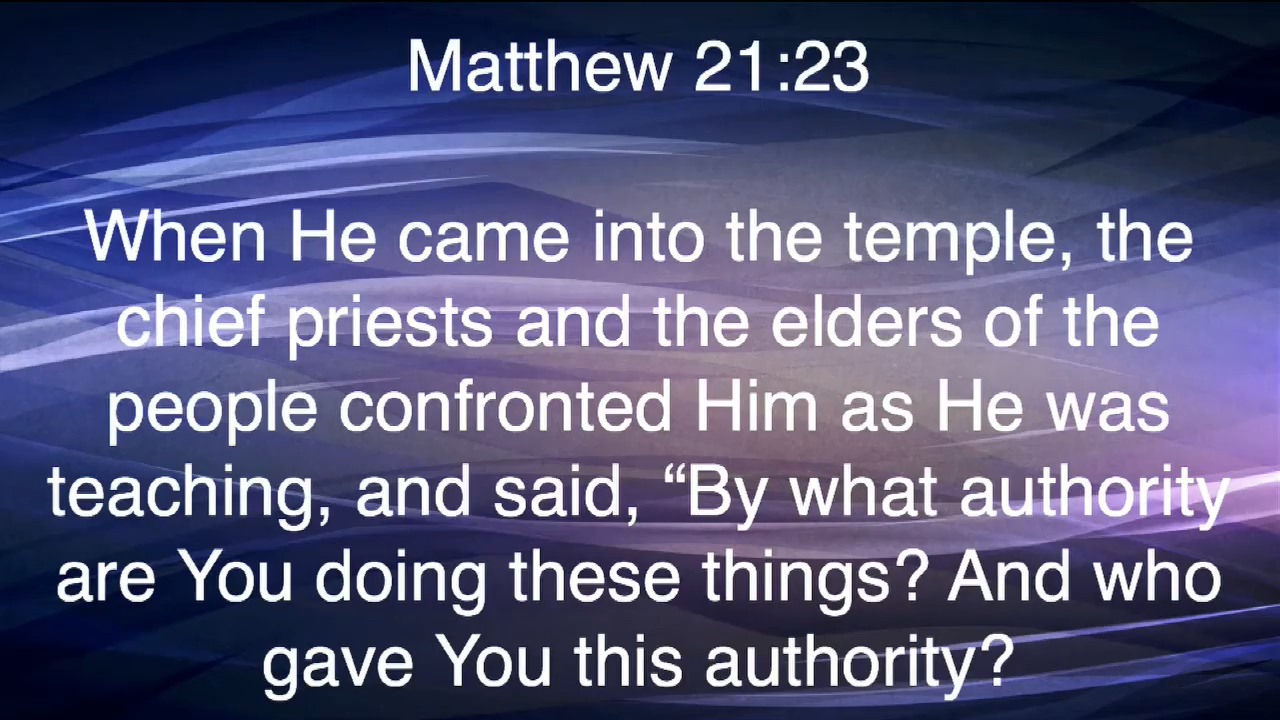 Matthew 21:23
When He came into the temple, the
chief priests and the elders of the
people confronted Him as He was
teaching, and said, “By what authority
are You doing these things? And who
gave You this authority?